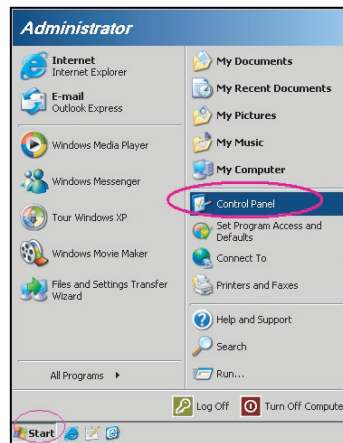 Administrator
Internet
Internet Explorer
E-mail
Outlook Express
Windows Media Player
Windows Messenger
Tour Windows XP
Windows Movie Maker
Files and Settings Transfer
Wizard
All Programs
My Documents
My Recent Documents
My Pictures
My Music
My Computer
Control Panel
Set Program Access and
Defaults
Connect To
Printers and Faxes
Help and Support
Search
Run...
Log Off
Turn Off Compute
Start